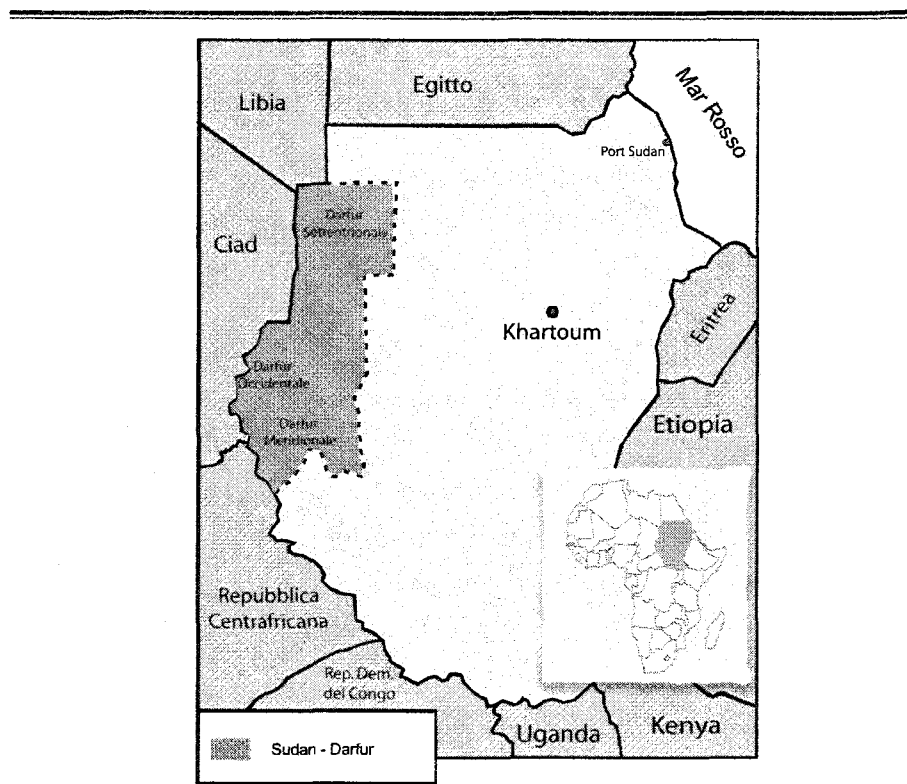 Egitto
Libia
Mar Rosso
Port Sudan
Darfur
Settentrionale
Ciad
Eritrea
Khartoum
Darfur
Occidentale
Darfur
Meridionale
Etiopia
Repubblica
Centrafricana
Rep. Dem.
del Congo
Uganda
Kenya
Sudan - Darfur